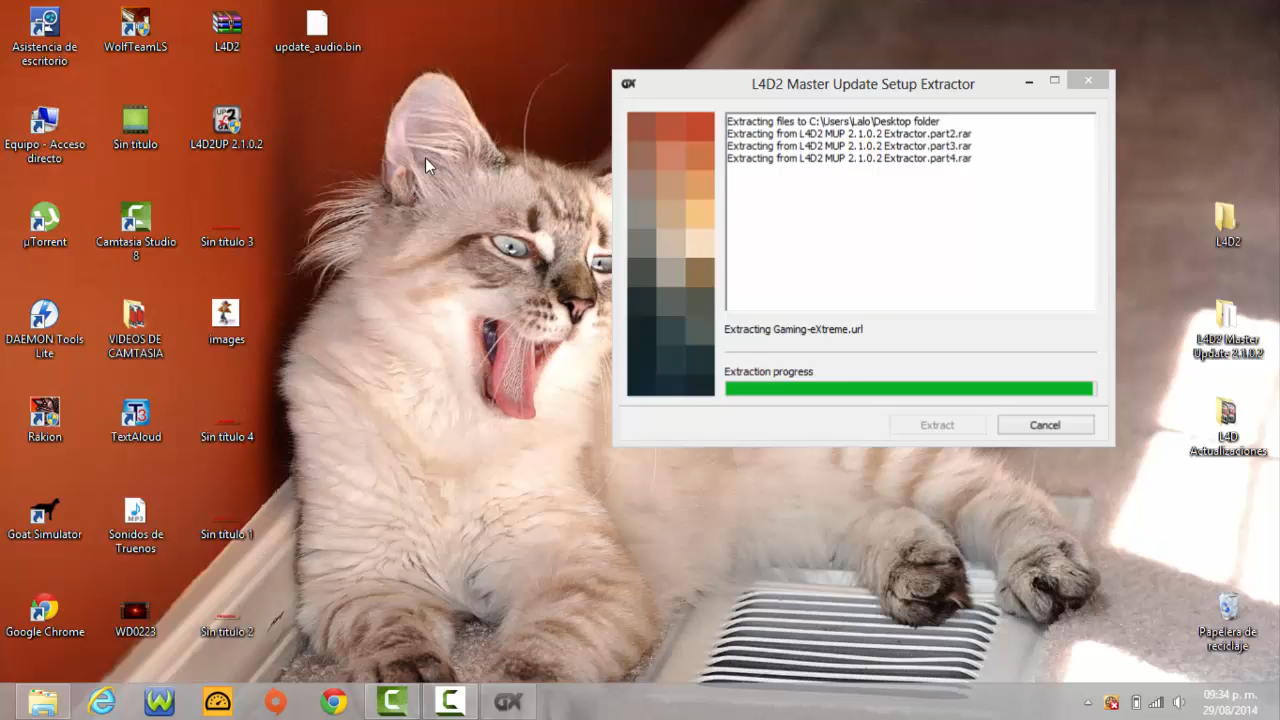 Asistencia de
escritorio
WolfTeamLS
L4D2
update_audio.bin
Equipo - Acceso
directo
Sin titulo
L4D2UP 2.1.0.2
µTorrent
Camtasia Studio
8
Sin título 3
DAEMON Tools
Lite
VIDEOS DE
CAMTASIA
images
Rakion
TextAloud
Sin título 4
Goat Simulator
Sonidos de
Truenos
Sin título 1
Google Chrome
WD0223
Sin título 2
GX
L4D2 Master Update Setup Extractor
Extracting files to C:\Users\Lalo\Desktop folder
Extracting from L4D2 MUP 2.1.0.2 Extractor.part2.rar
Extracting from L4D2 MUP 2.1.0.2 Extractor.part3.rar
Extracting from L4D2 MUP 2.1.0.2 Extractor.part4.rar
Extracting Gaming-eXtreme.url
Extraction progress
Extract
Cancel
L4D2
L4D2 Master
Update 2.1.0.2
L4D
Actualizaciones
Papelera de
reciclaje
GX
09:34 p. m.
29/08/2014